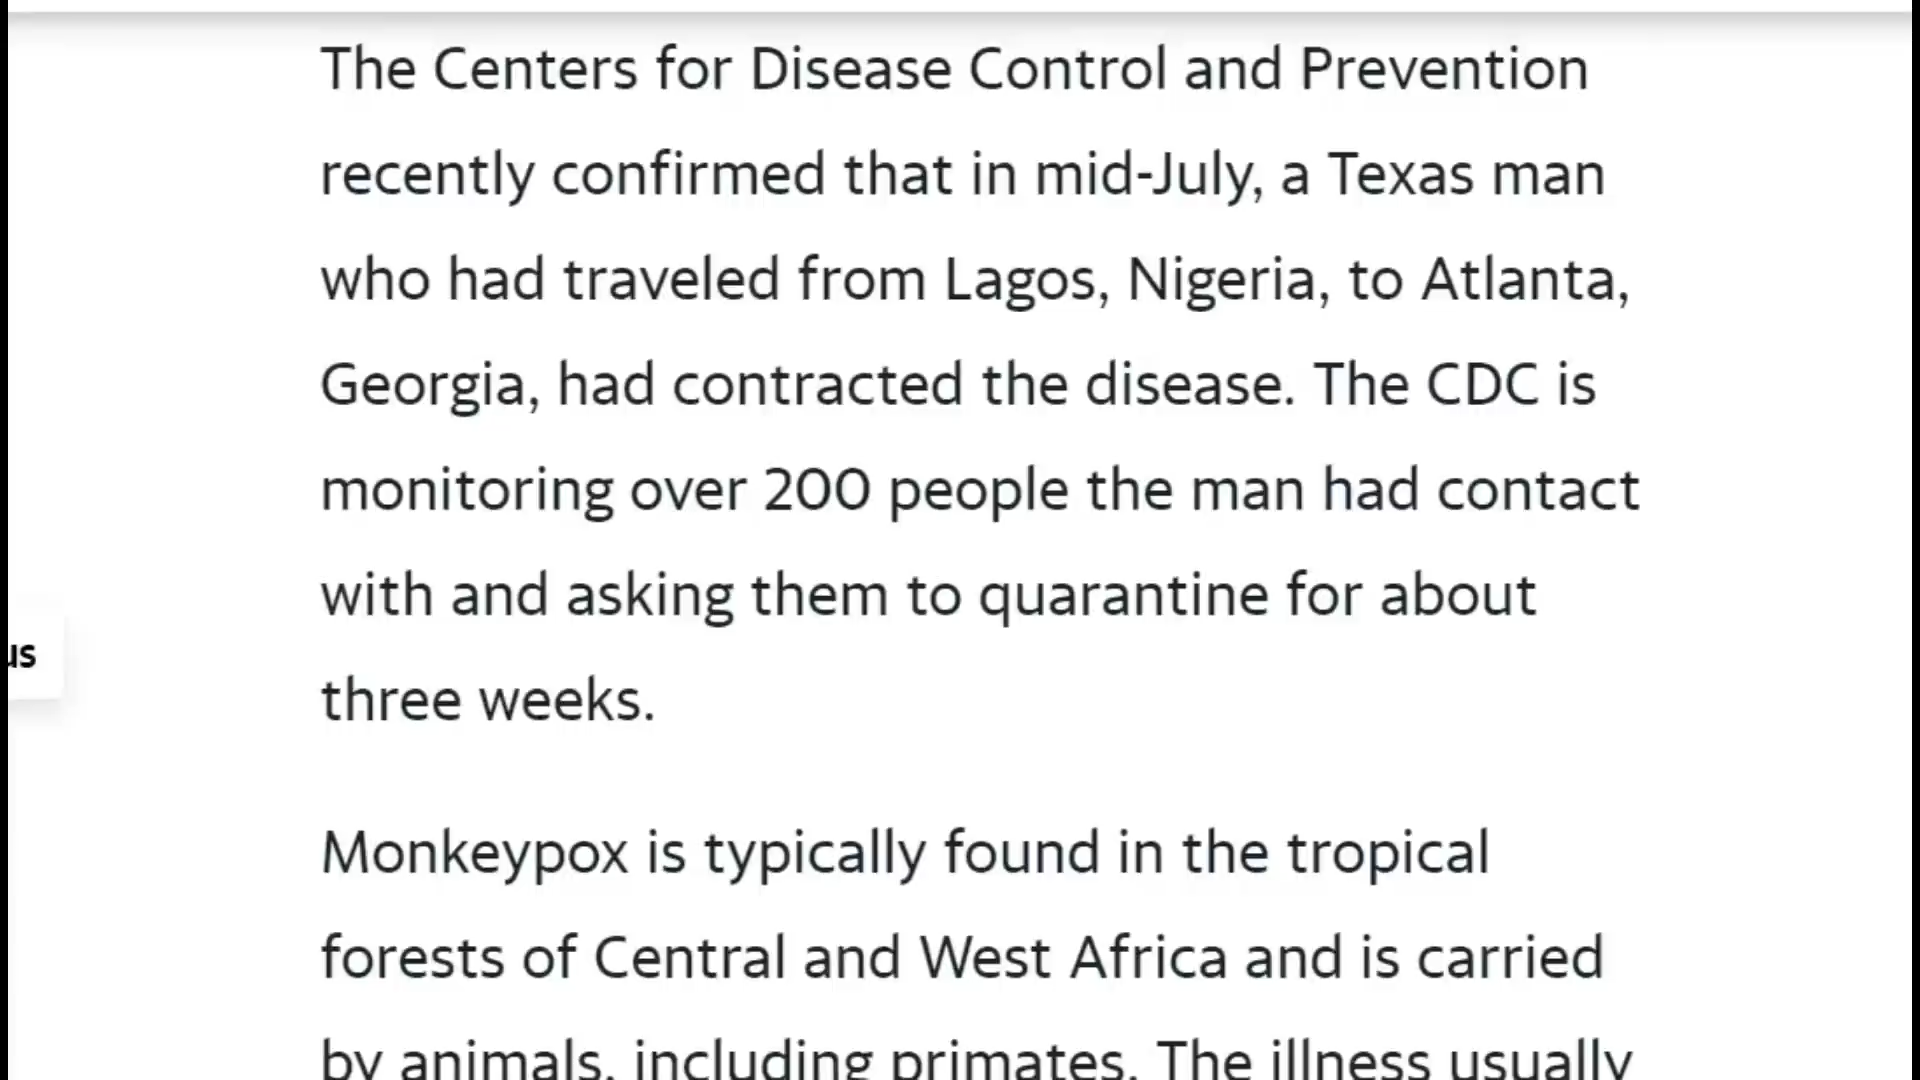 The Centers for Disease Control and Prevention
recently confirmed that in mid-July, a Texas man
who had traveled from Lagos, Nigeria, to Atlanta,
Georgia, had contracted the disease. The CDC is
monitoring over 200 people the man had contact
with and asking them to quarantine for about
us
three weeks.
Monkeypox is typically found in the tropical
forests of Central and West Africa and is carried
by animals, including primates. The illness usually